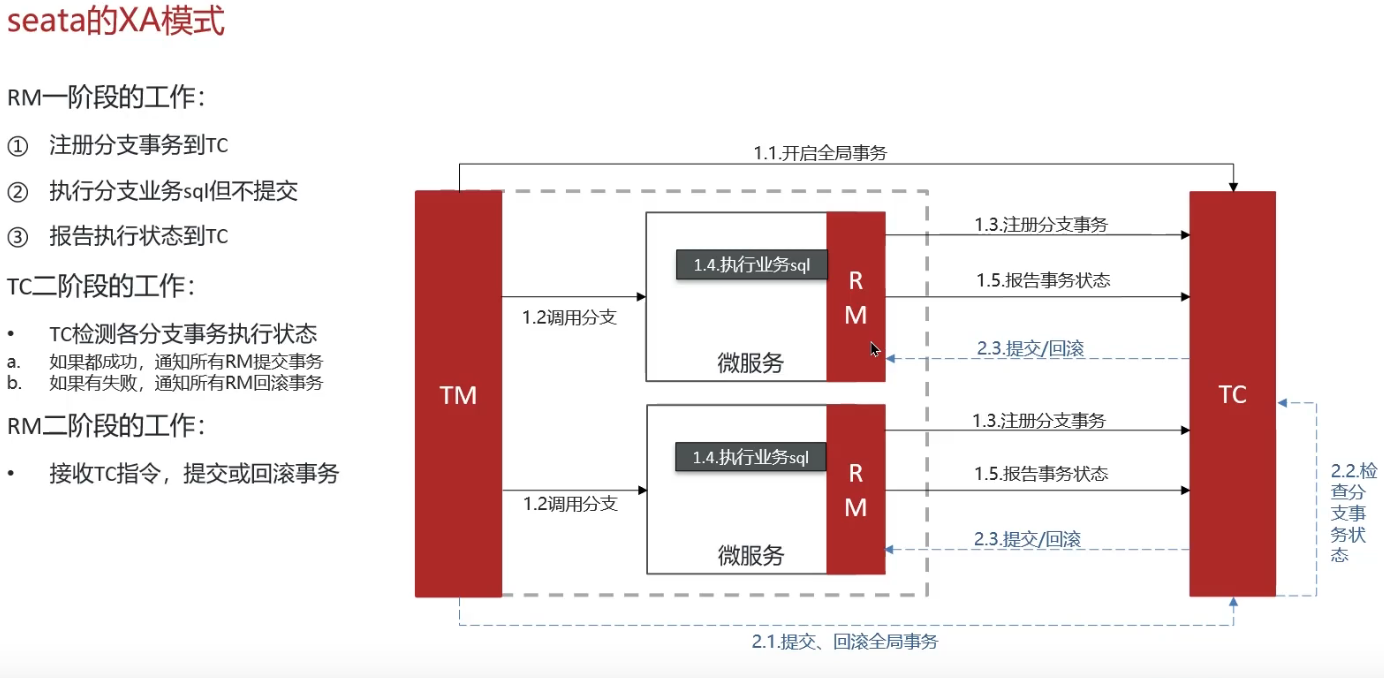 seata的XA模式
RM一阶段的工作：
① 注册分支事务到TC
② 执行分支业务sql但不提交
③ 报告执行状态到TC
TC二阶段的工作：
• TC检测各分支事务执行状态
a. 如果都成功，通知所有RM提交事务
b. 如果有失败，通知所有RM回滚事务
RM二阶段的工作：
• 接收TC指令，提交或回滚事务
1.1.开启全局事务
TM
1.2调用分支
1.4.执行业务sql
微服务
R
M
1.3.注册分支事务
1.5.报告事务状态
2.3.提交/回滚
1.2调用分支
1.4.执行业务sql
微服务
R
M
1.3.注册分支事务
1.5.报告事务状态
2.3.提交/回滚
TC
2.2.检
查分
支事
务状
态
2.1.提交、回滚全局事务